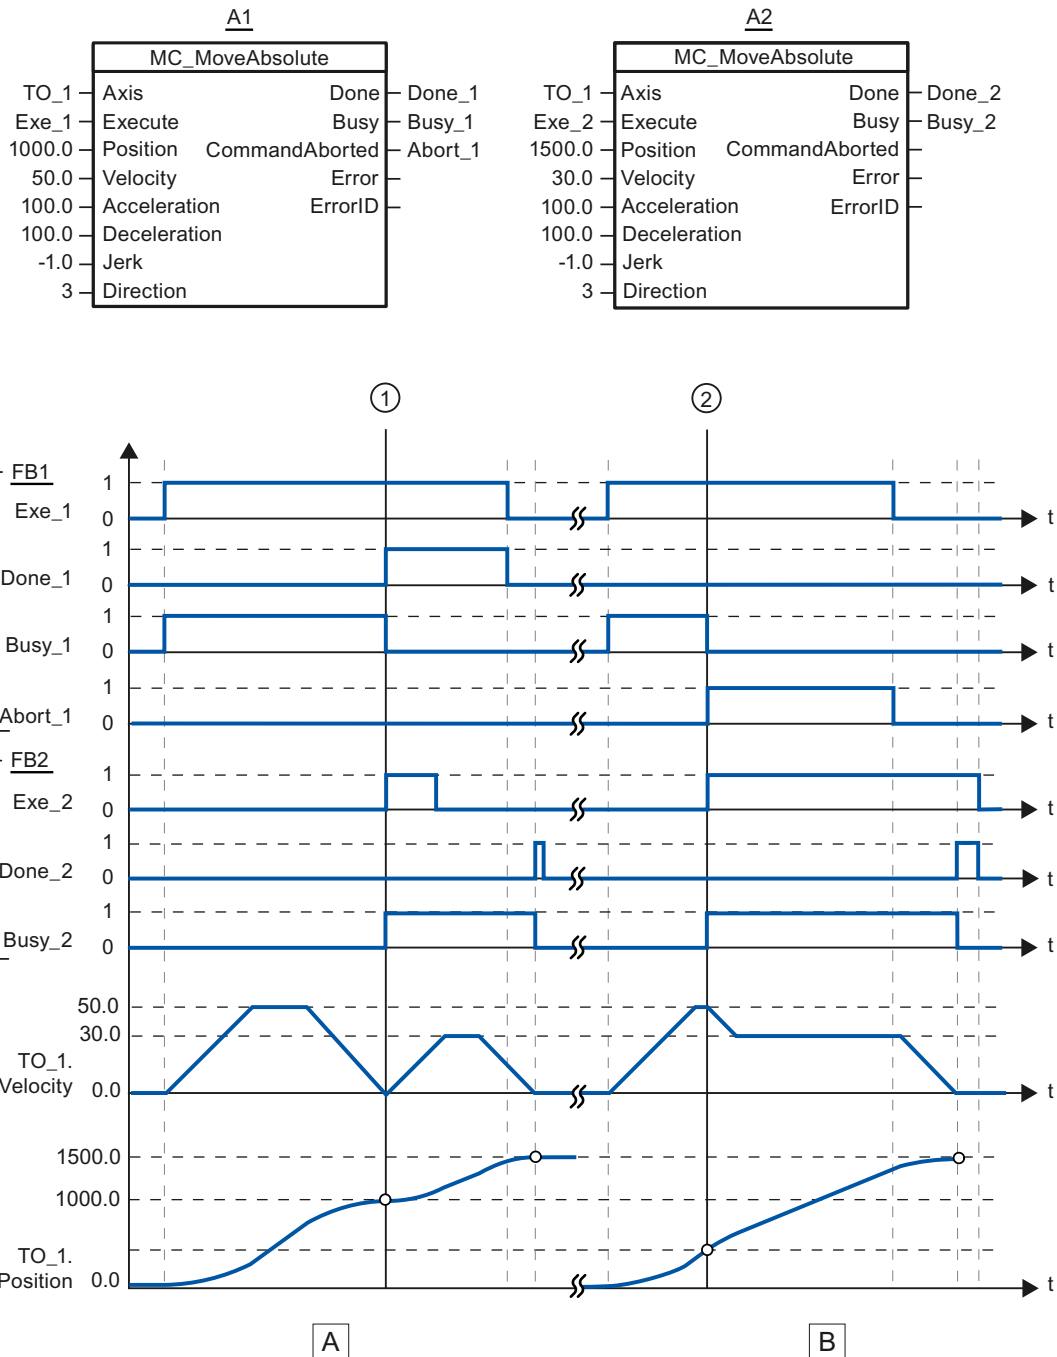 A1
A2
MC_MoveAbsolute
MC_MoveAbsolute
TO_1 Axis Done Done_1
Exe_1 Execute Busy Busy_1
1000.0 Position CommandAborted Abort_1
50.0 Velocity Error
100.0 Acceleration ErrorID
100.0 Deceleration
-1.0 Jerk
3 Direction
TO_1 Axis Done Done_2
Exe_2 Execute Busy Busy_2
1500.0 Position CommandAborted
30.0 Velocity Error
100.0 Acceleration ErrorID
100.0 Deceleration
-1.0 Jerk
3 Direction
1
2
FB1
1
Exe_1 0 t
1
Done_1 0 t
1
Busy_1 0 t
1
Abort_1 0 t
FB2
1
Exe_2 0 t
1
Done_2 0 t
1
Busy_2 0 t
50.0
30.0
TO_1.
Velocity 0.0 t
1500.0
1000.0
TO_1.
Position 0.0 t
A
B